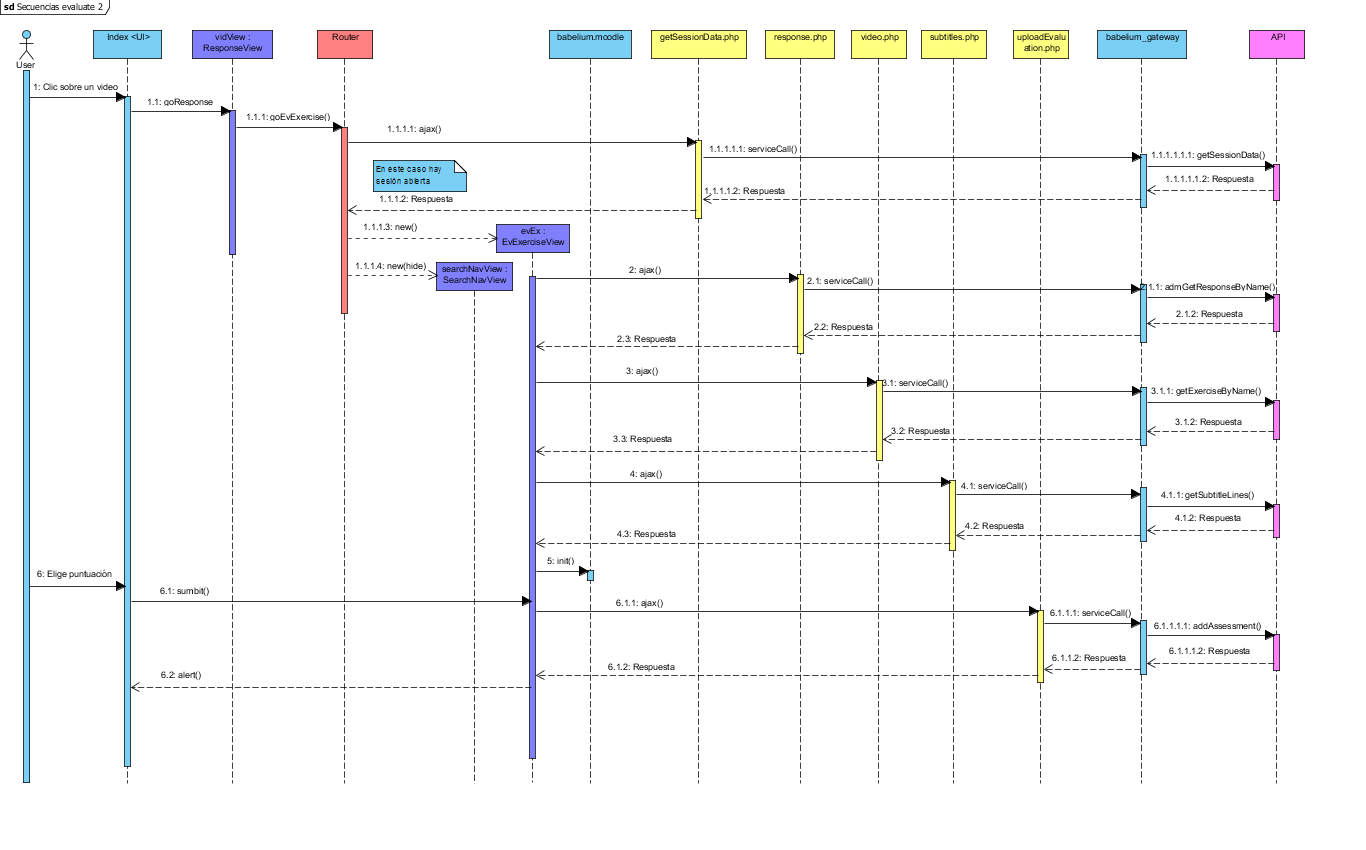 sd Secuencias evaluate 2
User
Index <UI>
vidView :
ResponseView
Router
babelium.moodle
getSessionData.php
response.php
video.php
subtitles.php
uploadEvalu
ation.php
babelium_gateway
API
1: Clic sobre un video
1.1: goResponse
1.1.1: goEvExercise()
1.1.1.1: ajax()
1.1.1.1.1: serviceCall()
1.1.1.1.1.1: getSessionData()
En este caso hay
sesión abierta
1.1.1.1.1.2: Respuesta
1.1.1.1.2: Respuesta
1.1.1.2: Respuesta
1.1.1.3: new()
evEx :
EvExerciseView
1.1.1.4: new(hide)
searchNavView :
SearchNavView
2: ajax()
2.1: serviceCall()
2.1.1: admGetResponseByName()
2.1.2: Respuesta
2.2: Respuesta
2.3: Respuesta
3: ajax()
3.1: serviceCall()
3.1.1: getExerciseByName()
3.1.2: Respuesta
3.2: Respuesta
3.3: Respuesta
4: ajax()
4.1: serviceCall()
4.1.1: getSubtitleLines()
4.1.2: Respuesta
4.2: Respuesta
4.3: Respuesta
5: init()
6: Elige puntuación
6.1: sumbit()
6.1.1: ajax()
6.1.1.1: serviceCall()
6.1.1.1.1: addAssessment()
6.1.1.1.2: Respuesta
6.1.1.2: Respuesta
6.1.2: Respuesta
6.2: alert()